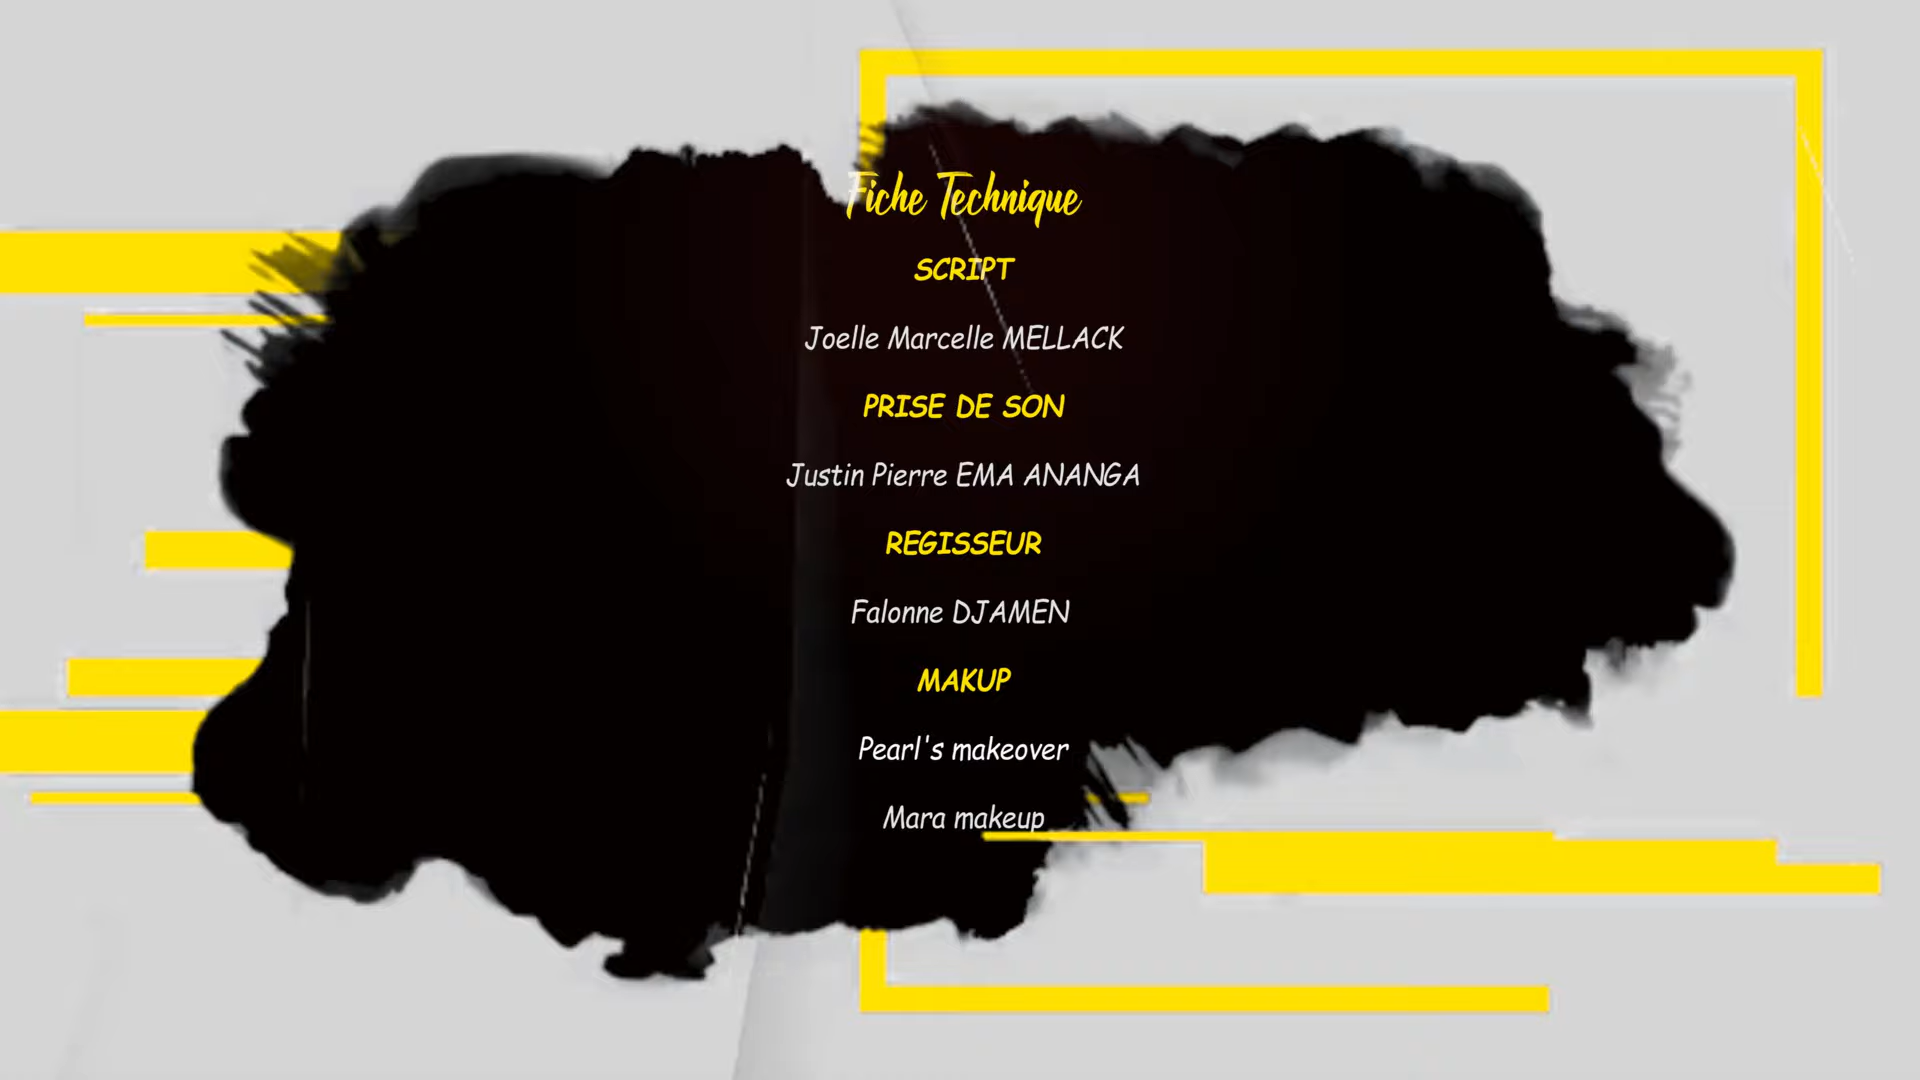 Fiche Technique
SCRIPT
Joelle Marcelle MELLACK
PRISE DE SON
Justin Pierre EMA ANANGA
REGISSEUR
Falonne DJAMEN
MAKUP
Pearl's makeover
Mara makeup